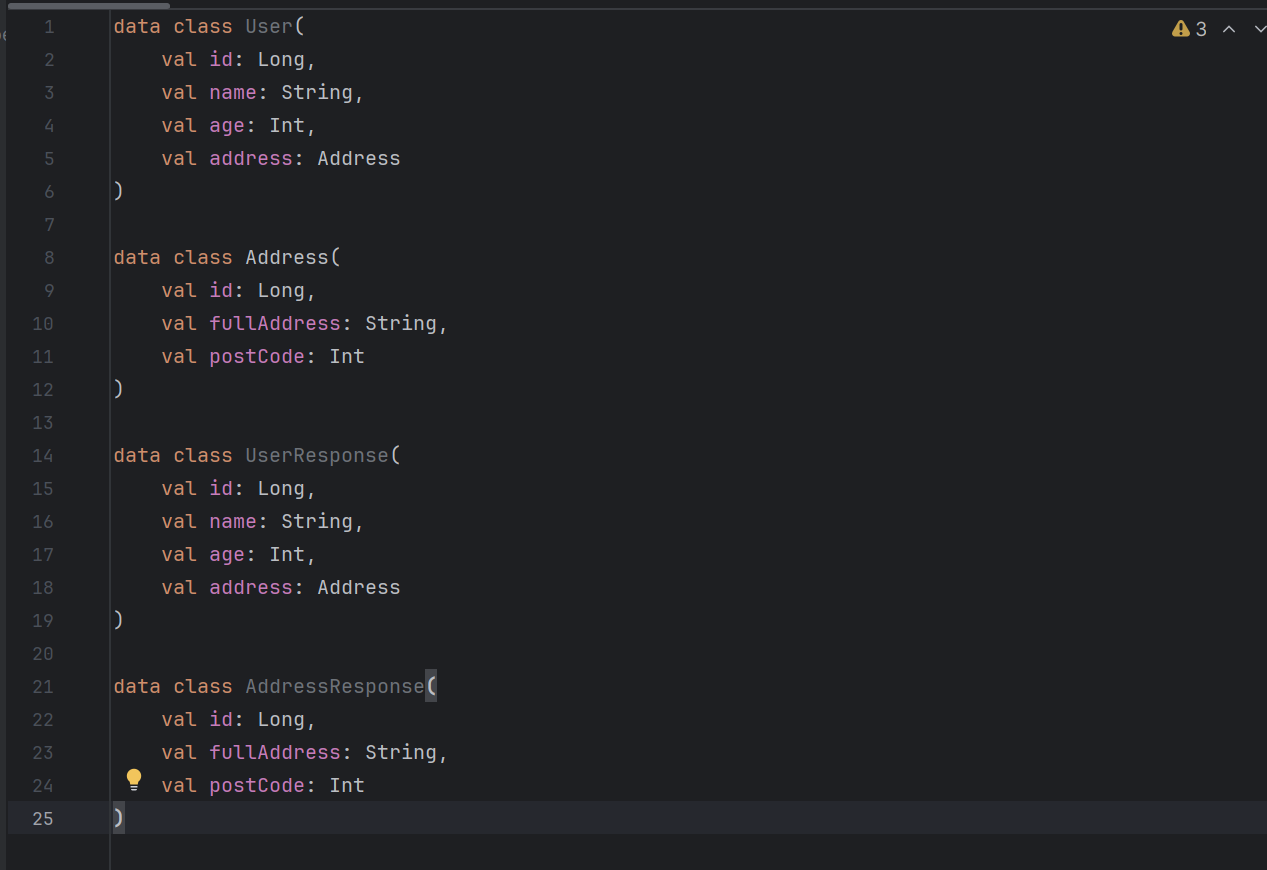 1 data class User(
2     val id: Long,
3     val name: String,
4     val age: Int,
5     val address: Address
6 )
7
8 data class Address(
9     val id: Long,
10     val fullAddress: String,
11     val postCode: Int
12 )
13
14 data class UserResponse(
15     val id: Long,
16     val name: String,
17     val age: Int,
18     val address: Address
19 )
20
21 data class AddressResponse(
22     val id: Long,
23     val fullAddress: String,
24     val postCode: Int
25 )
3